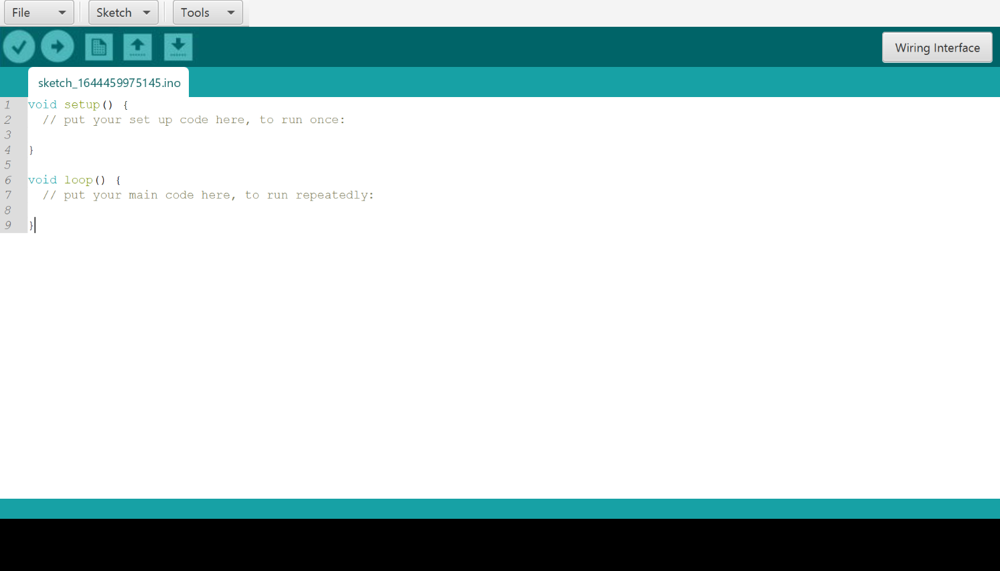 File Sketch Tools
Wiring Interface
sketch_1644459975145.ino
1 void setup() {
2   // put your set up code here, to run once:
3
4 }
5
6 void loop() {
7   // put your main code here, to run repeatedly:
8
9 }